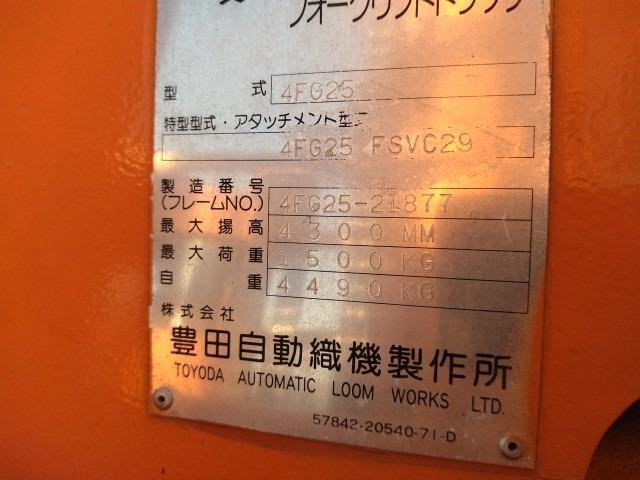 フォークリフトトラック
型式 4FG25
特型型式・アタッチメント型式
4FG25 FSVC29
製造番号
(フレームNO.) 4FG25-21877
最大揚高 4300 MM
最大荷重 1500 KG
自重 4490 KG
株式会社
豊田自動織機製作所
TOYODA AUTOMATIC LOOM WORKS LTD.
57842-20540-71-D